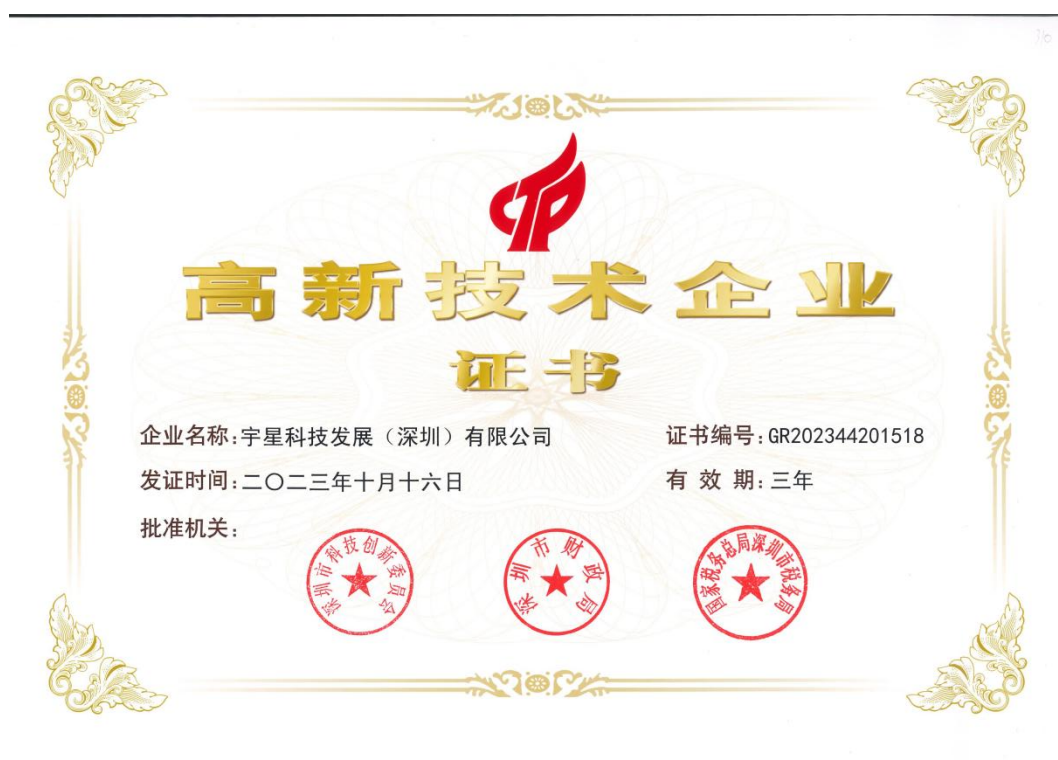 CTP
高新技术企业
证书
企业名称:宇星科技发展（深圳）有限公司
证书编号:GR202344201518
发证时间:二〇二三年十月十六日
有 效 期:三年
批准机关:
深圳市科技创新委员会
深圳市财政局
国家税务总局深圳市税务局